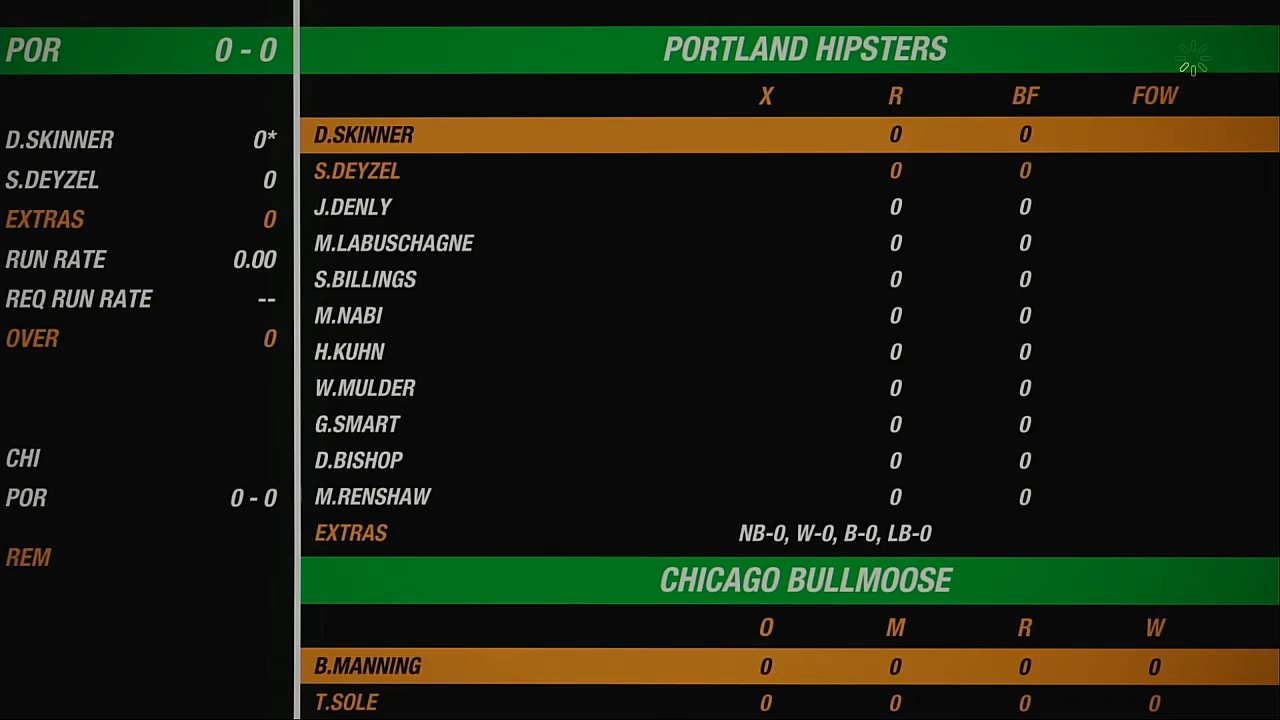 POR 0 - 0
D.SKINNER 0*
S.DEYZEL 0
EXTRAS 0
RUN RATE 0.00
REQ RUN RATE --
OVER 0
CHI
POR 0 - 0
REM
PORTLAND HIPSTERS
X R BF FOW
D.SKINNER 0 0
S.DEYZEL 0 0
J.DENLY 0 0
M.LABUSCHAGNE 0 0
S.BILLINGS 0 0
M.NABI 0 0
H.KUHN 0 0
W.MULDER 0 0
G.SMART 0 0
D.BISHOP 0 0
M.RENSHAW 0 0
EXTRAS NB-0, W-0, B-0, LB-0
CHICAGO BULLMOOSE
O M R W
B.MANNING 0 0 0 0
T.SOLE 0 0 0 0